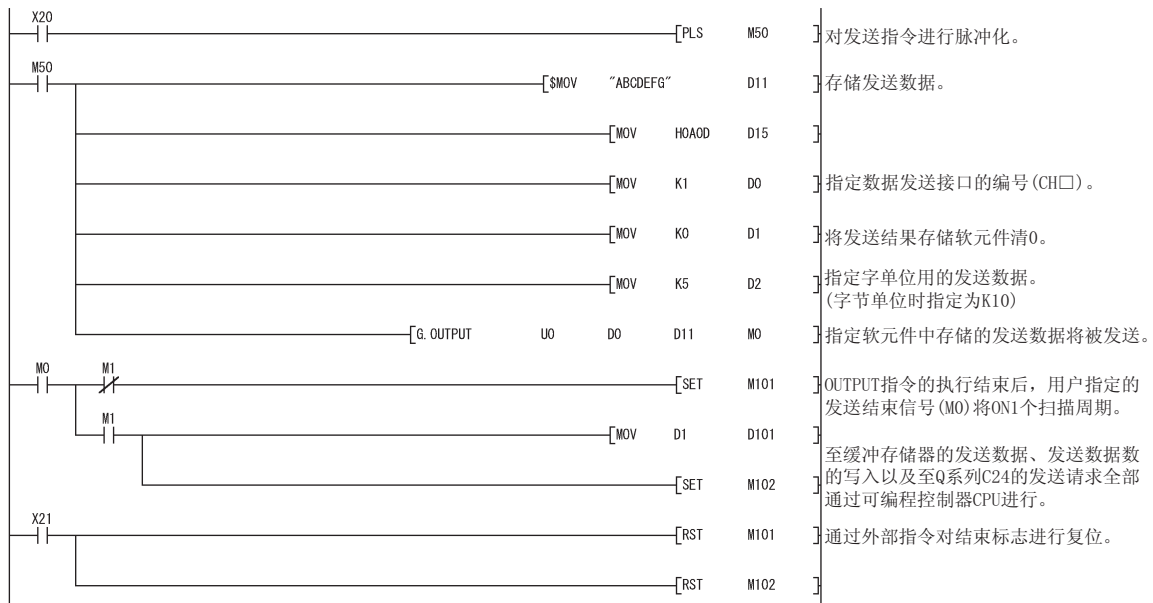 X20
[PLS M50 ] 对发送指令进行脉冲化。
M50
[$MOV "ABCDEFG" D11 ] 存储发送数据。
[MOV H0A0D D15 ]
[MOV K1 D0 ] 指定数据发送接口的编号(CH□)。
[MOV K0 D1 ] 将发送结果存储软元件清0。
[MOV K5 D2 ] 指定字单位用的发送数据。
(字节单位时指定为K10)
[G.OUTPUT U0 D0 D11 M0 ] 指定软元件中存储的发送数据将被发送。
M0 M1
[SET M101 ] OUTPUT指令的执行结束后，用户指定的
发送结束信号(M0)将ON1个扫描周期。
M1
[MOV D1 D101 ]
至缓冲存储器的发送数据、发送数据数
[SET M102 ] 的写入以及至Q系列C24的发送请求全部
通过可编程控制器CPU进行。
X21
[RST M101 ] 通过外部指令对结束标志进行复位。
[RST M102 ]